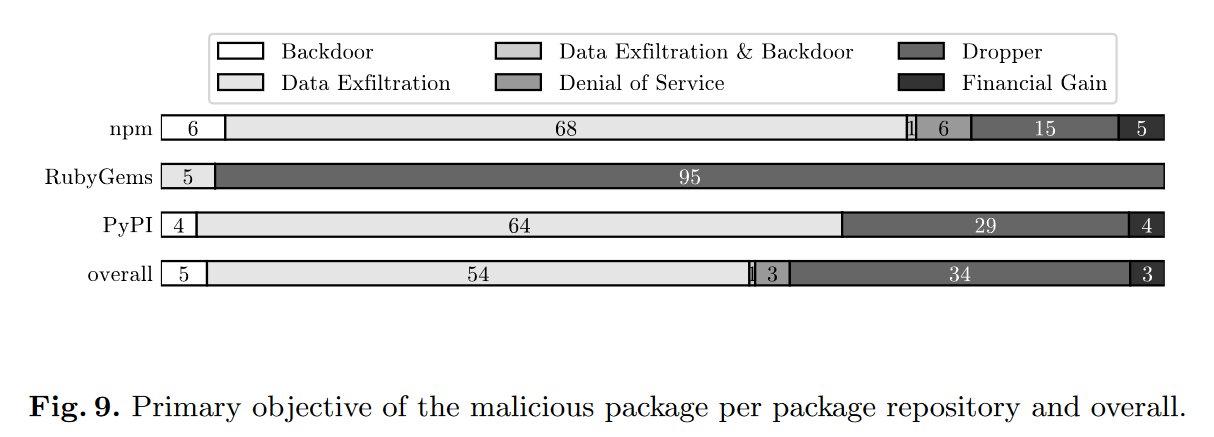 Backdoor Data Exfiltration & Backdoor Dropper
Data Exfiltration Denial of Service Financial Gain
npm 6 68 1 6 15 5
RubyGems 5 95
PyPI 4 64 29 4
overall 5 54 1 3 34 3
Fig. 9. Primary objective of the malicious package per package repository and overall.